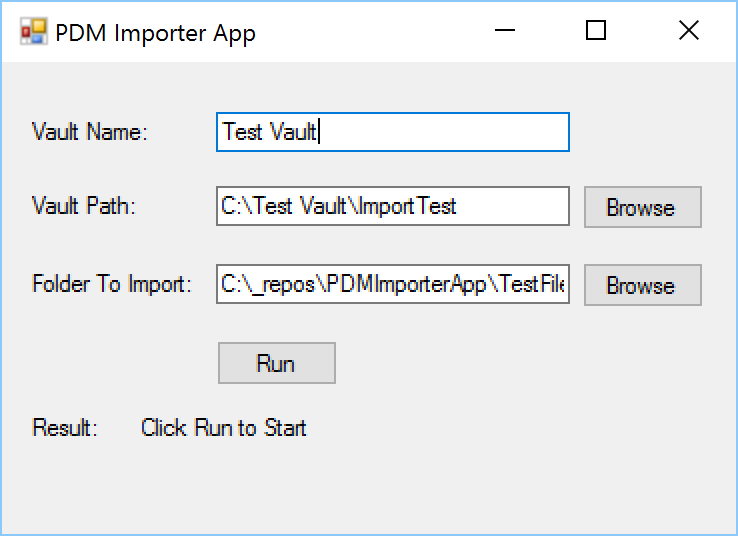 PDM Importer App
Vault Name: Test Vault
Vault Path: C:\Test Vault\ImportTest Browse
Folder To Import: C:\_repos\PDMImporterApp\TestFile Browse
Run
Result: Click Run to Start